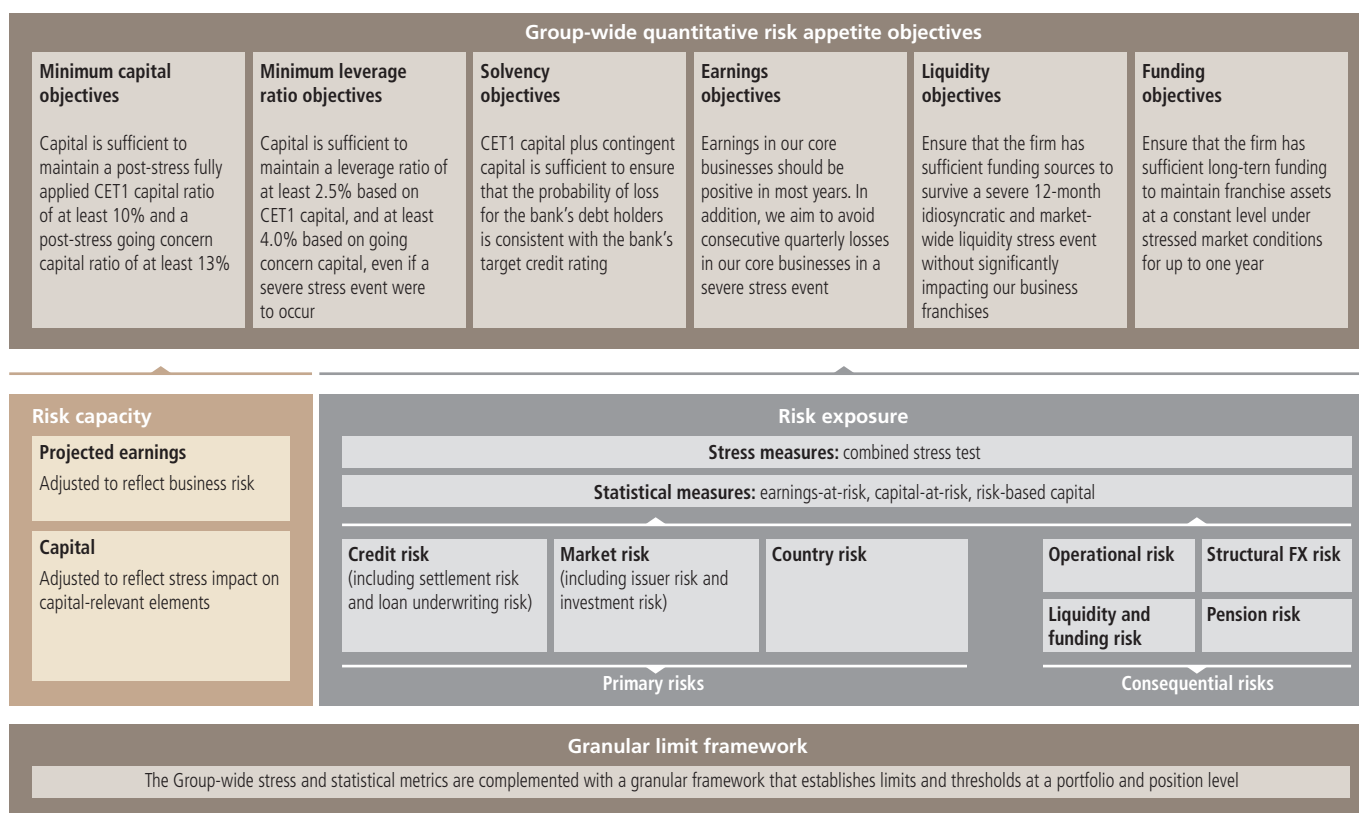 Group-wide quantitative risk appetite objectives
Minimum capital
objectives
Capital is sufficient to
maintain a post-stress fully
applied CET1 capital ratio
of at least 10% and a
post-stress going concern
capital ratio of at least 13%
Minimum leverage
ratio objectives
Capital is sufficient to
maintain a leverage ratio of
at least 2.5% based on
CET1 capital, and at least
4.0% based on going
concern capital, even if a
severe stress event were
to occur
Solvency
objectives
CET1 capital plus contingent
capital is sufficient to ensure
that the probability of loss
for the bank’s debt holders
is consistent with the bank’s
target credit rating
Earnings
objectives
Earnings in our core
businesses should be
positive in most years. In
addition, we aim to avoid
consecutive quarterly losses
in our core businesses in a
severe stress event
Liquidity
objectives
Ensure that the firm has
sufficient funding sources to
survive a severe 12-month
idiosyncratic and market-
wide liquidity stress event
without significantly
impacting our business
franchises
Funding
objectives
Ensure that the firm has
sufficient long-tern funding
to maintain franchise assets
at a constant level under
stressed market conditions
for up to one year
Risk capacity
Projected earnings
Adjusted to reflect business risk
Capital
Adjusted to reflect stress impact on
capital-relevant elements
Risk exposure
Stress measures: combined stress test
Statistical measures: earnings-at-risk, capital-at-risk, risk-based capital
Credit risk
(including settlement risk
and loan underwriting risk)
Market risk
(including issuer risk and
investment risk)
Country risk
Primary risks
Operational risk
Structural FX risk
Liquidity and
funding risk
Pension risk
Consequential risks
Granular limit framework
The Group-wide stress and statistical metrics are complemented with a granular framework that establishes limits and thresholds at a portfolio and position level